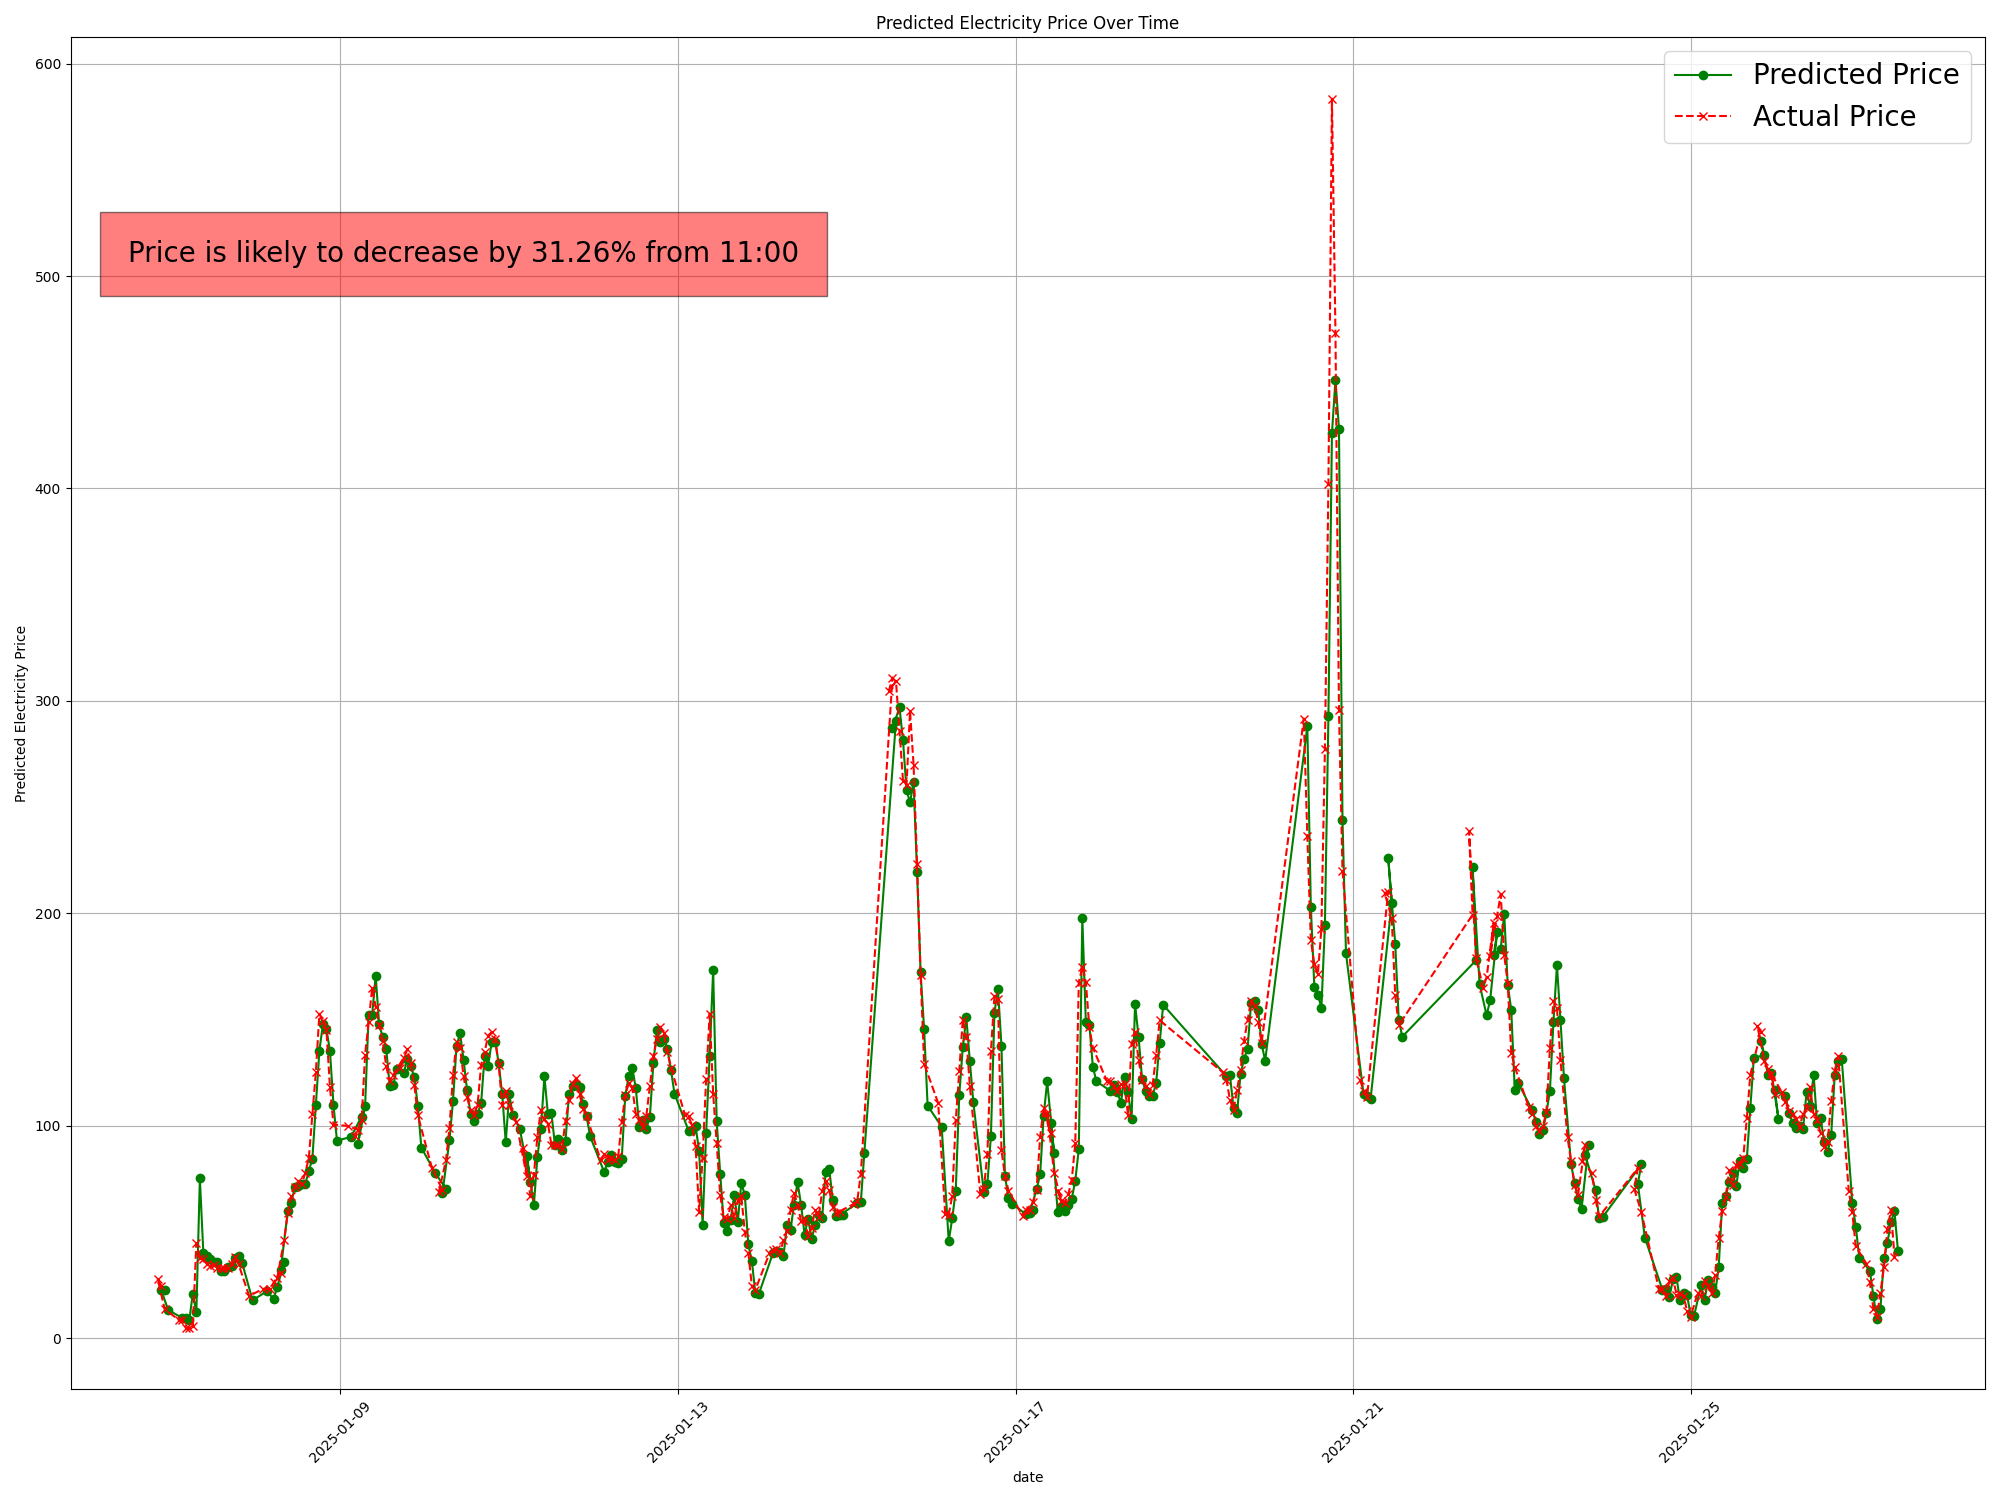 Predicted Electricity Price Over Time
Predicted Price
Actual Price
Price is likely to decrease by 31.26% from 11:00
Predicted Electricity Price
600
500
400
300
200
100
0
2025-01-09
2025-01-13
2025-01-17
2025-01-21
2025-01-25
date